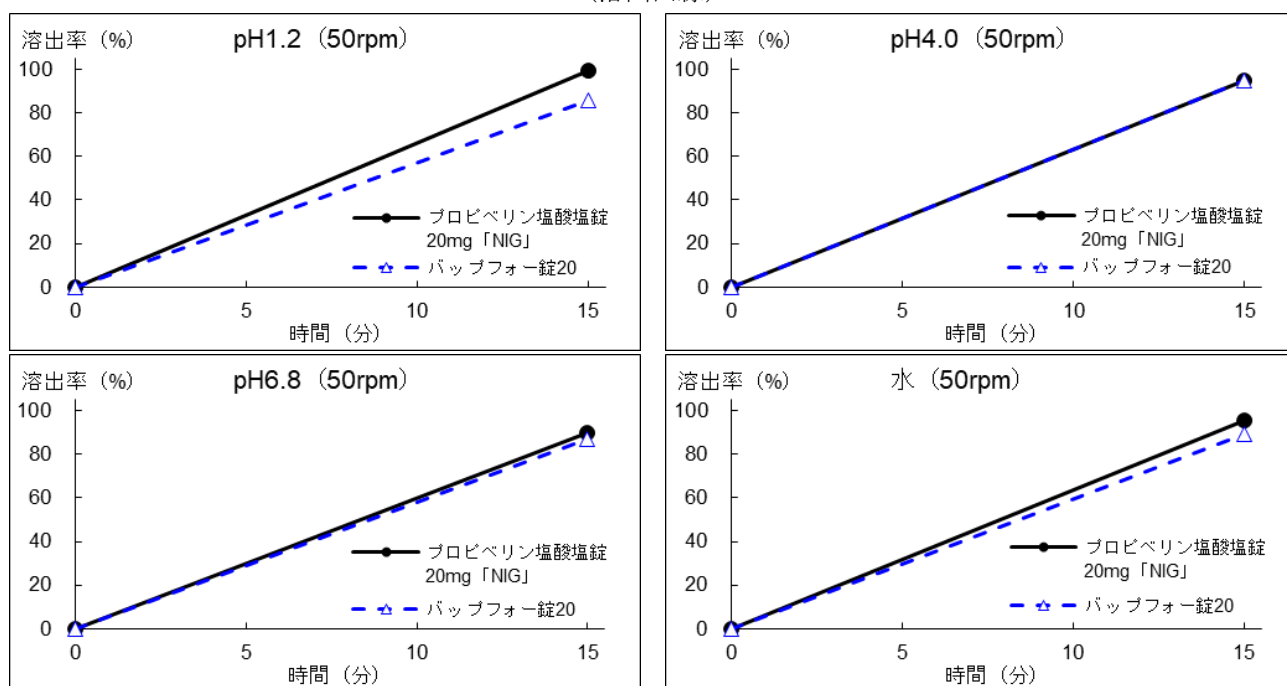 溶出率 (%)
pH1.2 (50rpm)
100
80
60
40
20
0
プロピベリン塩酸塩錠
20mg「NIG」
バップフォー錠20
0
5
10
15
時間 (分)
溶出率 (%)
pH4.0 (50rpm)
100
80
60
40
20
0
プロピベリン塩酸塩錠
20mg「NIG」
バップフォー錠20
0
5
10
15
時間 (分)
溶出率 (%)
pH6.8 (50rpm)
100
80
60
40
20
0
プロピベリン塩酸塩錠
20mg「NIG」
バップフォー錠20
0
5
10
15
時間 (分)
溶出率 (%)
水 (50rpm)
100
80
60
40
20
0
プロピベリン塩酸塩錠
20mg「NIG」
バップフォー錠20
0
5
10
15
時間 (分)